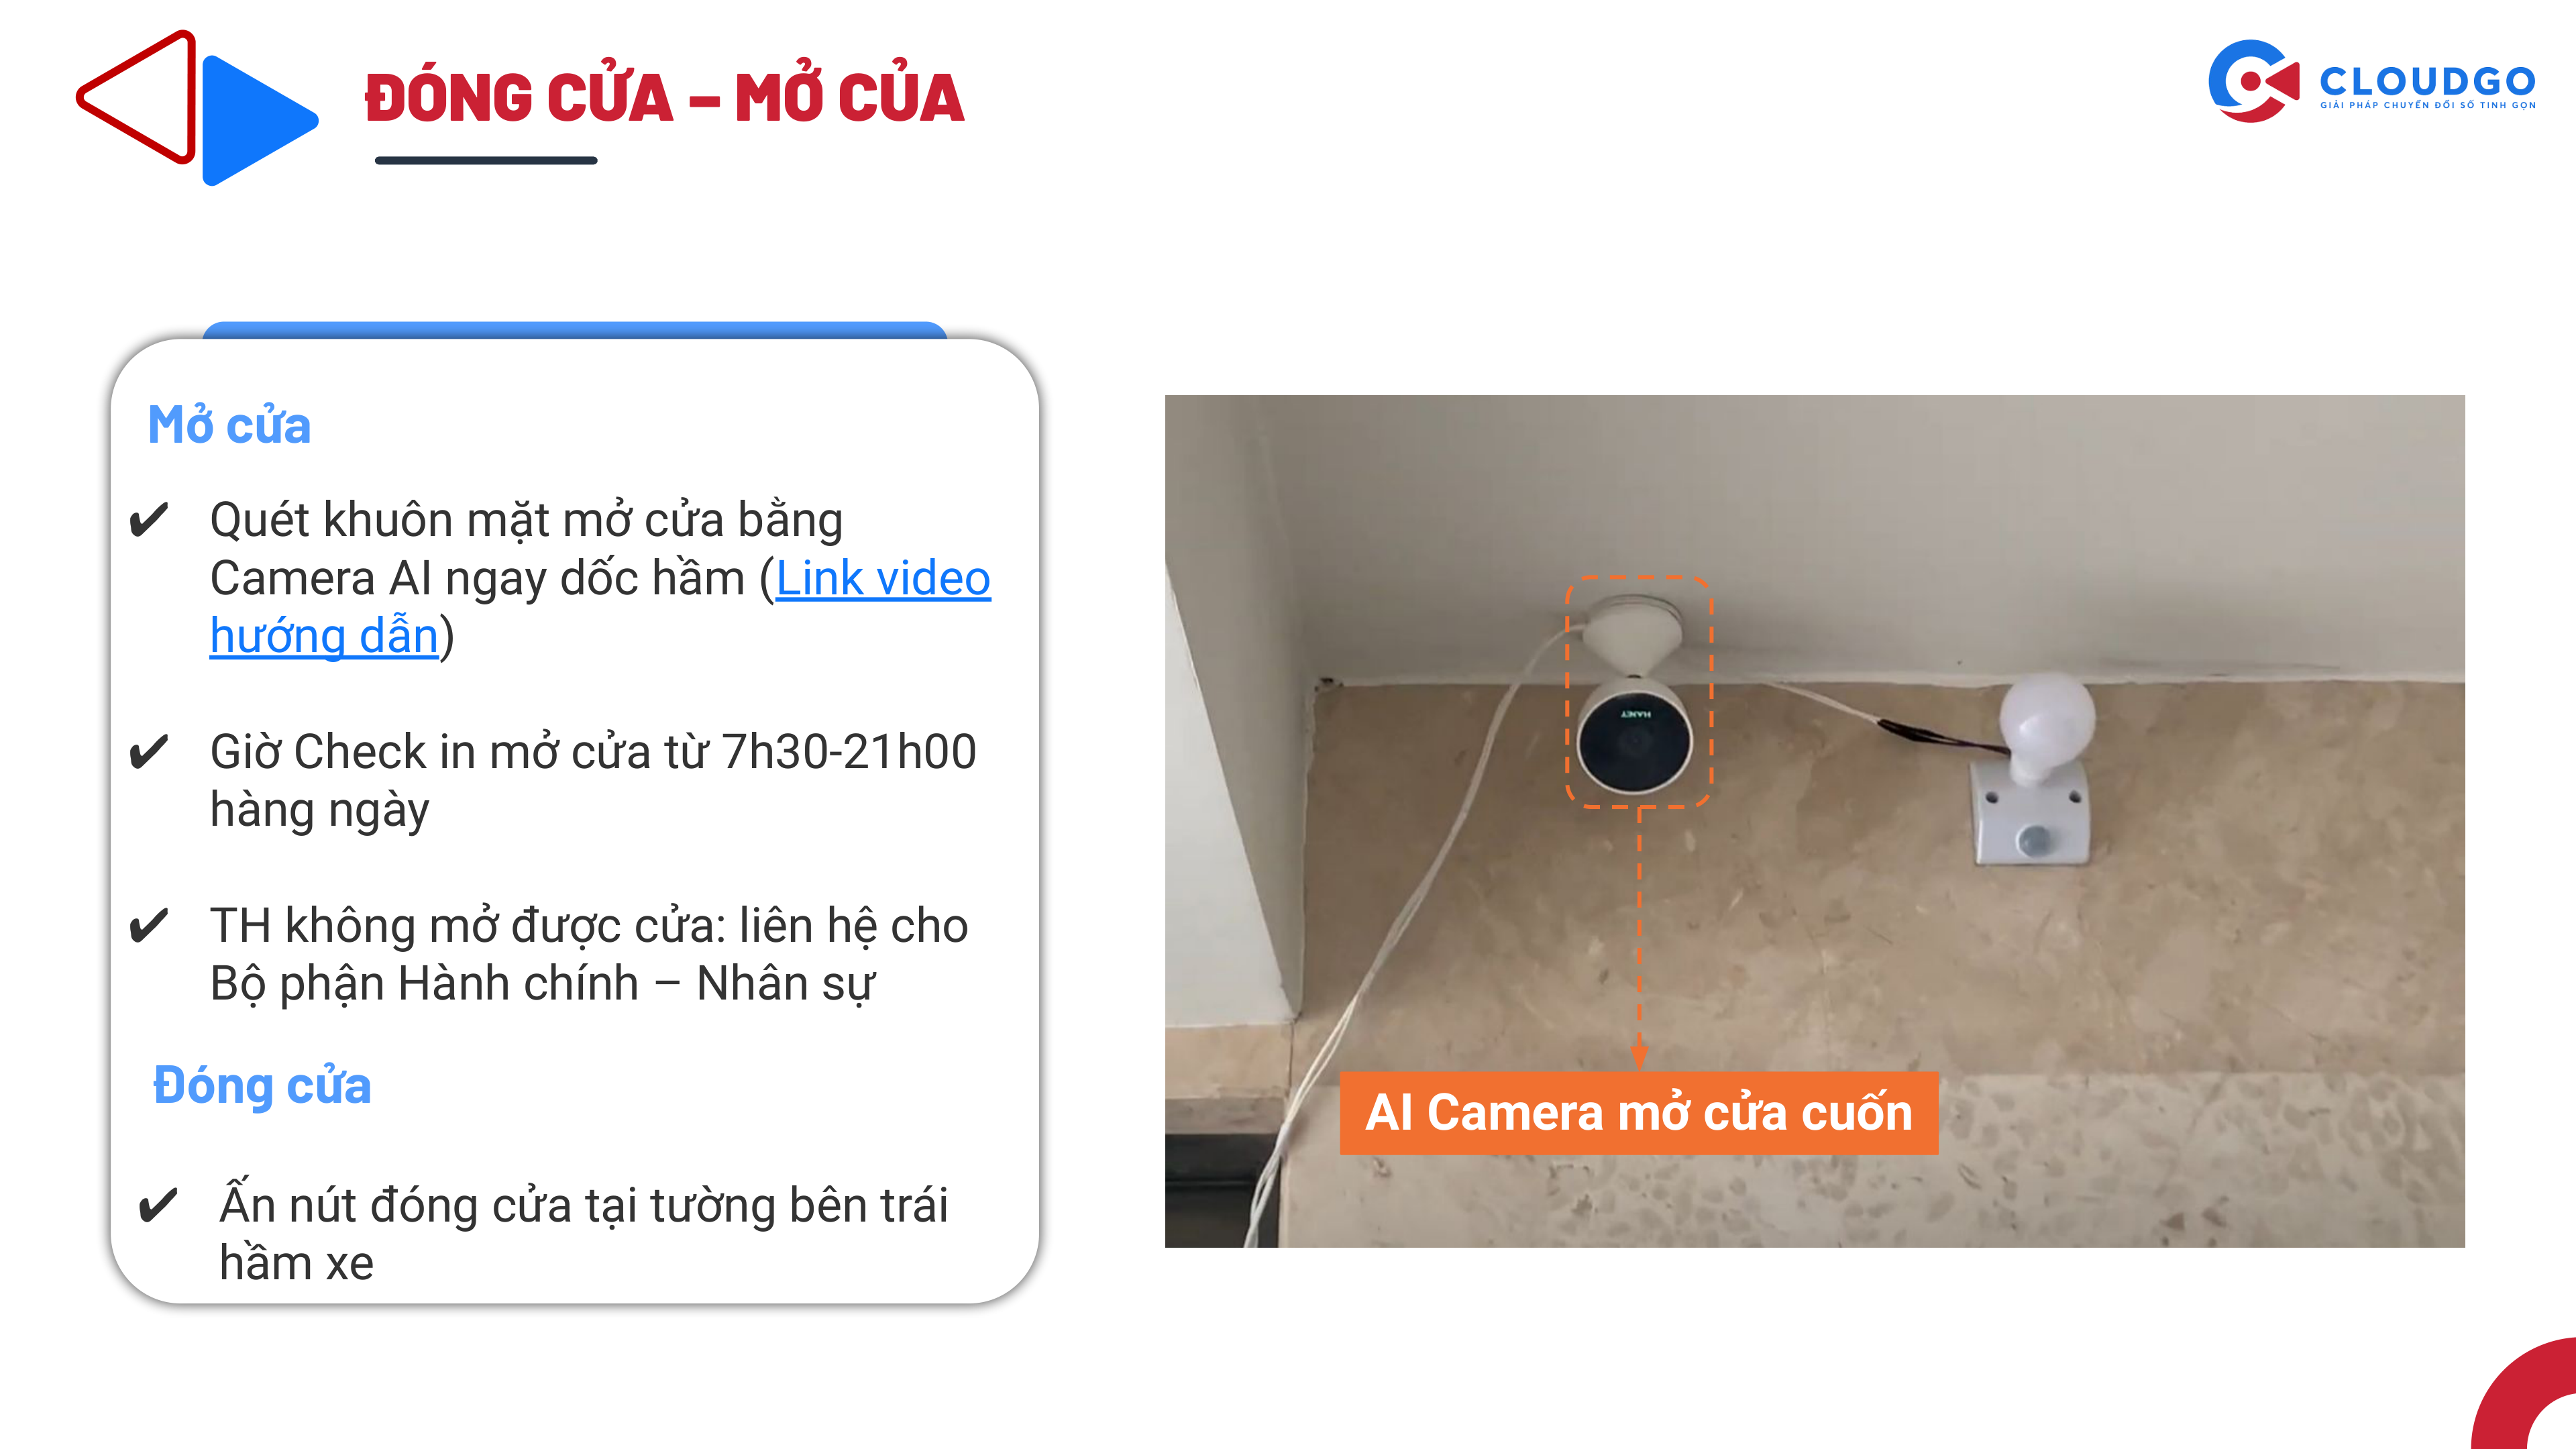 ĐÓNG CỬA – MỞ CỦA
CLOUDGO
GIẢI PHÁP CHUYỂN ĐỔI SỐ TINH GỌN
Mở cửa
✔ Quét khuôn mặt mở cửa bằng
Camera AI ngay dốc hầm (Link video
hướng dẫn)
✔ Giờ Check in mở cửa từ 7h30-21h00
hàng ngày
✔ TH không mở được cửa: liên hệ cho
Bộ phận Hành chính – Nhân sự
Đóng cửa
✔ Ấn nút đóng cửa tại tường bên trái
hầm xe
HANEY
AI Camera mở cửa cuốn